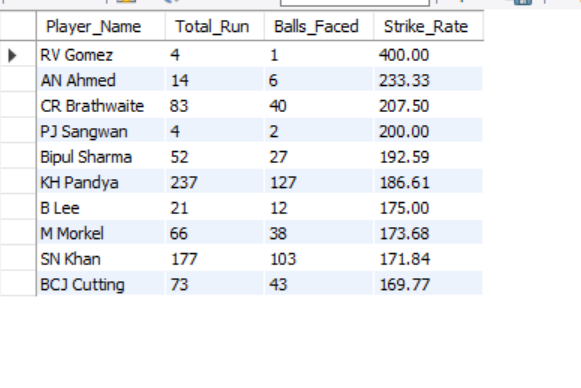 Player_Name Total_Run Balls_Faced Strike_Rate
RV Gomez 4 1 400.00
AN Ahmed 14 6 233.33
CR Brathwaite 83 40 207.50
PJ Sangwan 4 2 200.00
Bipul Sharma 52 27 192.59
KH Pandya 237 127 186.61
B Lee 21 12 175.00
M Morkel 66 38 173.68
SN Khan 177 103 171.84
BCJ Cutting 73 43 169.77